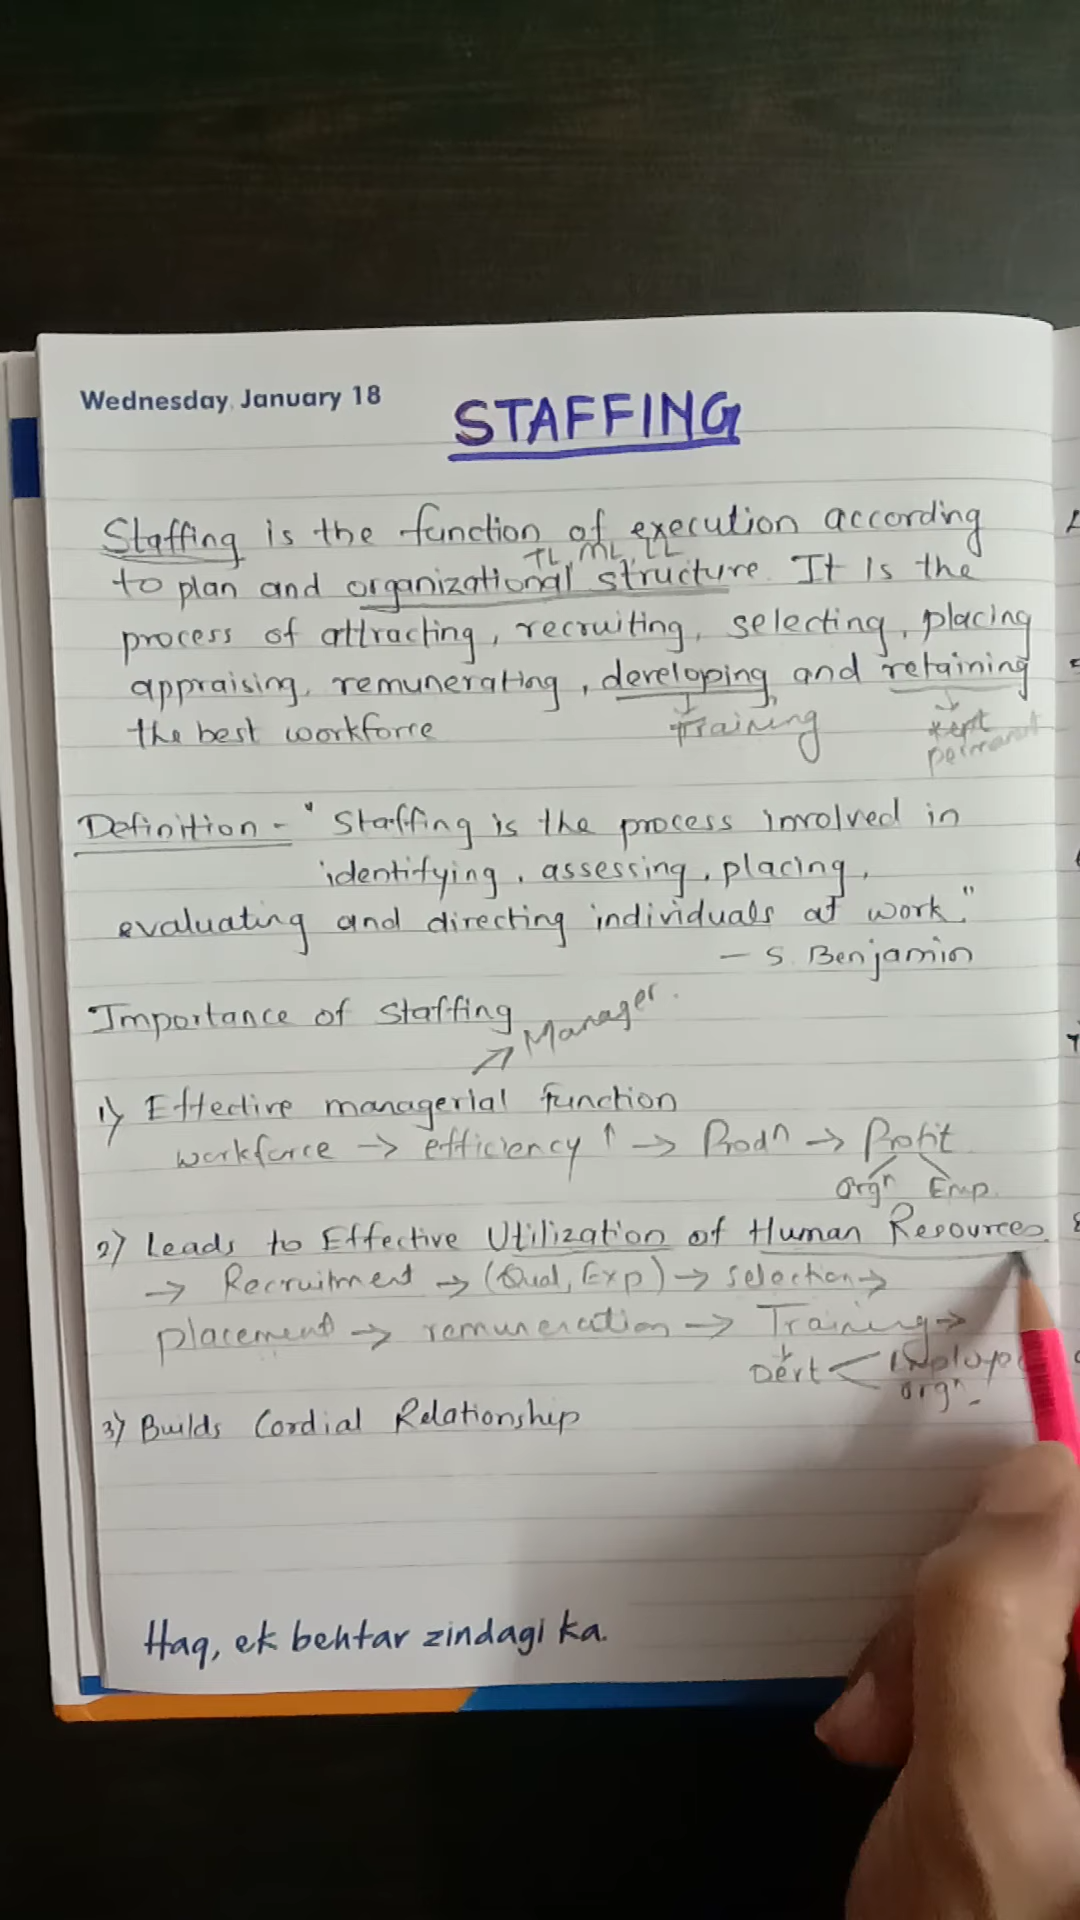 Wednesday, January 18
STAFFING
Staffing is the function of execution according
TL, ML, LL
to plan and organizational structure. It is the
process of attracting, recruiting, selecting, placing
appraising, remunerating, developing and retaining
the best workforce
Training
kept
permanent
Definition - "Staffing is the process involved in
identifying, assessing, placing,
evaluating and directing individuals at work."
- S. Benjamin
Importance of Staffing
↗ Manager.
1) Effective managerial function
workforce → efficiency ↑ → Prodn → Profit
Orgn Emp.
2) Leads to Effective Utilization of Human Resources.
→ Recruitment → (Qual, Exp) → selection →
placement → remuneration → Training →
Devt < Employee
orgn.
3) Builds Cordial Relationship
Haq, ek behtar zindagi ka.